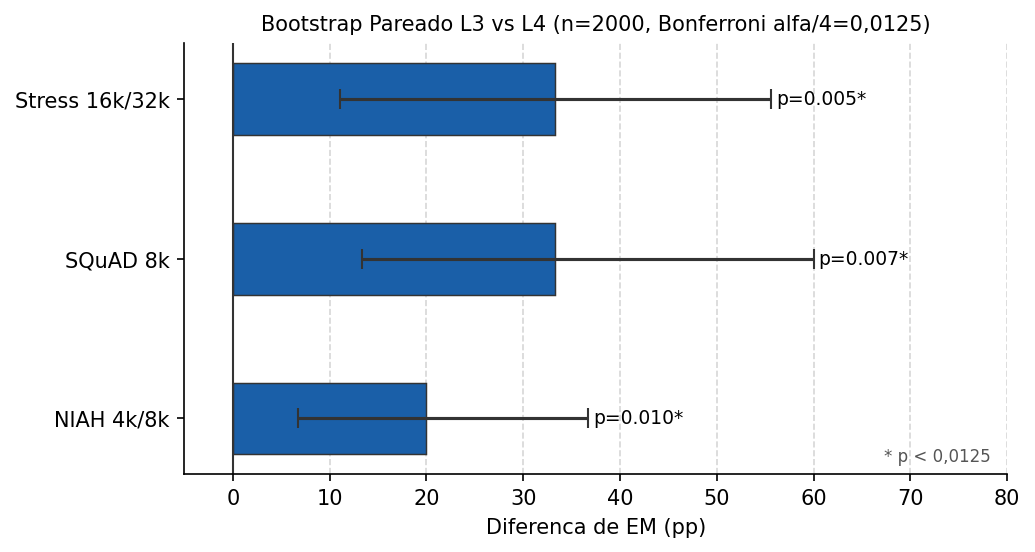 Bootstrap Pareado L3 vs L4 (n=2000, Bonferroni alfa/4=0,0125)
Stress 16k/32k
p=0.005*
SQuAD 8k
p=0.007*
NIAH 4k/8k
p=0.010*
* p < 0,0125
0 10 20 30 40 50 60 70 80
Diferenca de EM (pp)